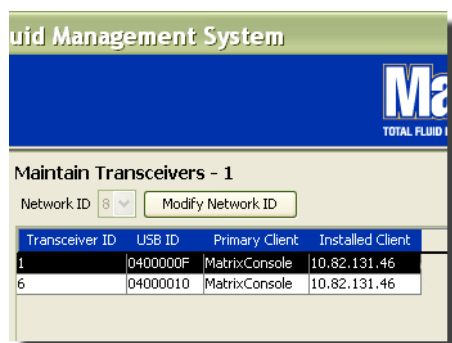 uid Management System
Ma
TOTAL FLUID
Maintain Transceivers - 1
Network ID 8 Modify Network ID
Transceiver ID USB ID Primary Client Installed Client
1 0400000F MatrixConsole 10.82.131.46
6 04000010 MatrixConsole 10.82.131.46